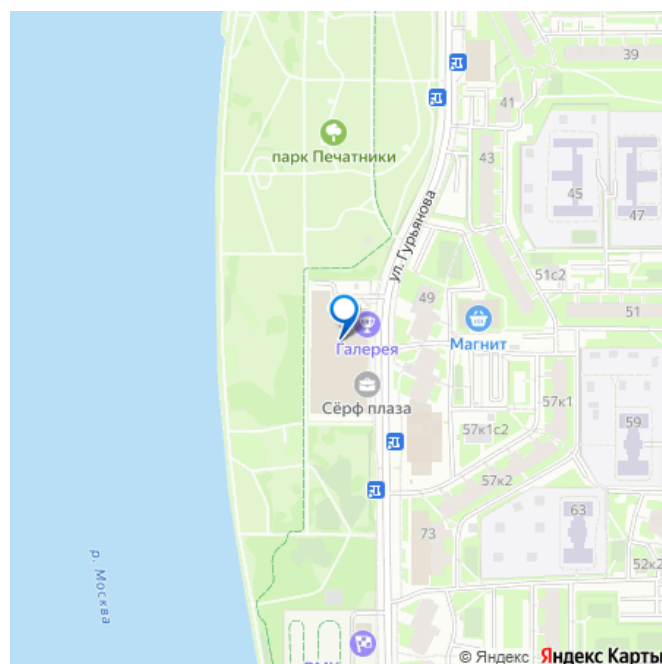 39
41
парк Печатники
43
45
47
ул. Гурьянова
51с2
49
51
Магнит
Галерея
Сёрф плаза
57к1
57к1с2
59
57к2
63
73
52к2
р. Москва
© Яндекс Яндекс Карты